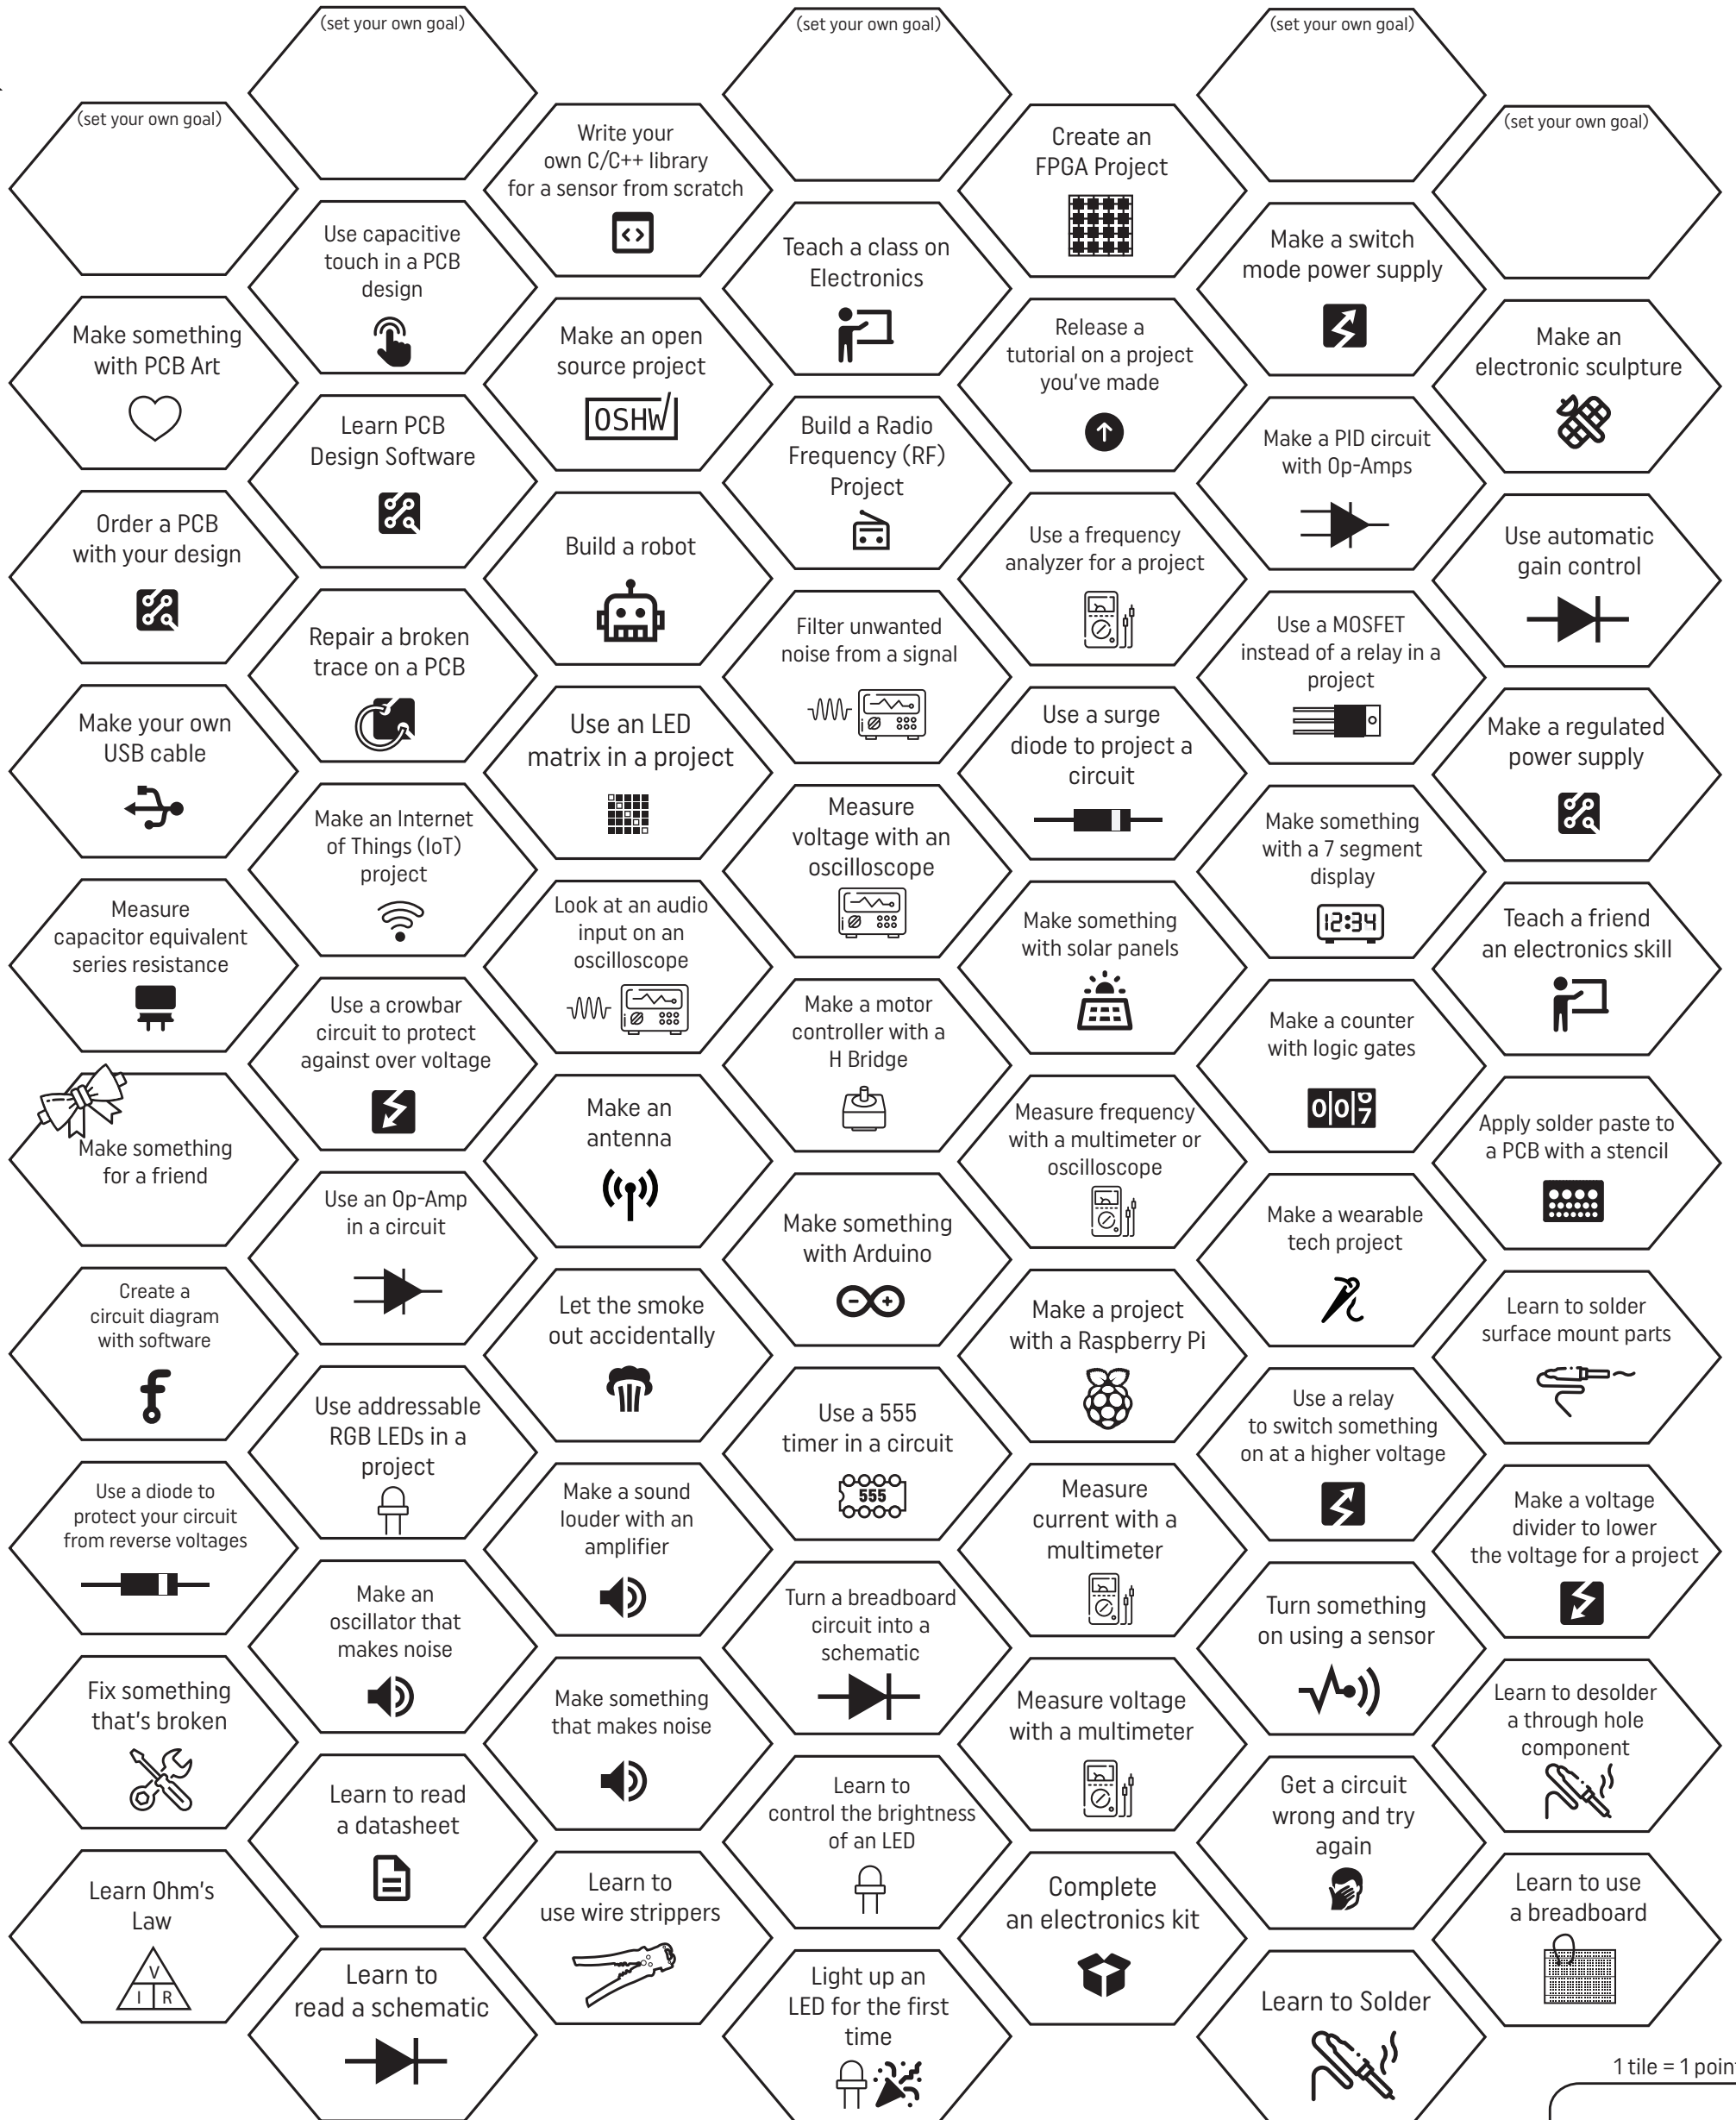 (set your own goal)
(set your own goal)
(set your own goal)
(set your own goal)
(set your own goal)
Write your
own C/C++ library
for a sensor from scratch
Create an
FPGA Project
Use capacitive
touch in a PCB
design
Teach a class on
Electronics
Make a switch
mode power supply
Make something
with PCB Art
Make an open
source project
OSHW
Release a
tutorial on a project
you've made
Make an
electronic sculpture
Learn PCB
Design Software
Build a Radio
Frequency (RF)
Project
Make a PID circuit
with Op-Amps
Order a PCB
with your design
Build a robot
Use a frequency
analyzer for a project
Use automatic
gain control
Repair a broken
trace on a PCB
Filter unwanted
noise from a signal
Use a MOSFET
instead of a relay in a
project
Make your own
USB cable
Use an LED
matrix in a project
Use a surge
diode to project a
circuit
Make a regulated
power supply
Make an Internet
of Things (IoT)
project
Measure
voltage with an
oscilloscope
Make something
with a 7 segment
display
12:34
Measure
capacitor equivalent
series resistance
Look at an audio
input on an
oscilloscope
Make something
with solar panels
Teach a friend
an electronics skill
Use a crowbar
circuit to protect
against over voltage
Make a motor
controller with a
H Bridge
Make a counter
with logic gates
0 0 6 7
Make something
for a friend
Make an
antenna
Measure frequency
with a multimeter or
oscilloscope
Apply solder paste to
a PCB with a stencil
Use an Op-Amp
in a circuit
Make something
with Arduino
Make a wearable
tech project
Create a
circuit diagram
with software
f
Let the smoke
out accidentally
Make a project
with a Raspberry Pi
Learn to solder
surface mount parts
Use addressable
RGB LEDs in a
project
Use a 555
timer in a circuit
555
Use a relay
to switch something
on at a higher voltage
Use a diode to
protect your circuit
from reverse voltages
Make a sound
louder with an
amplifier
Measure
current with a
multimeter
Make a voltage
divider to lower
the voltage for a project
Make an
oscillator that
makes noise
Turn a breadboard
circuit into a
schematic
Turn something
on using a sensor
Fix something
that's broken
Make something
that makes noise
Measure voltage
with a multimeter
Learn to desolder
a through hole
component
Learn to read
a datasheet
Learn to
control the brightness
of an LED
Get a circuit
wrong and try
again
Learn Ohm's
Law
V
I R
Learn to
use wire strippers
Complete
an electronics kit
Learn to use
a breadboard
Learn to
read a schematic
Light up an
LED for the first
time
Learn to Solder
1 tile = 1 point